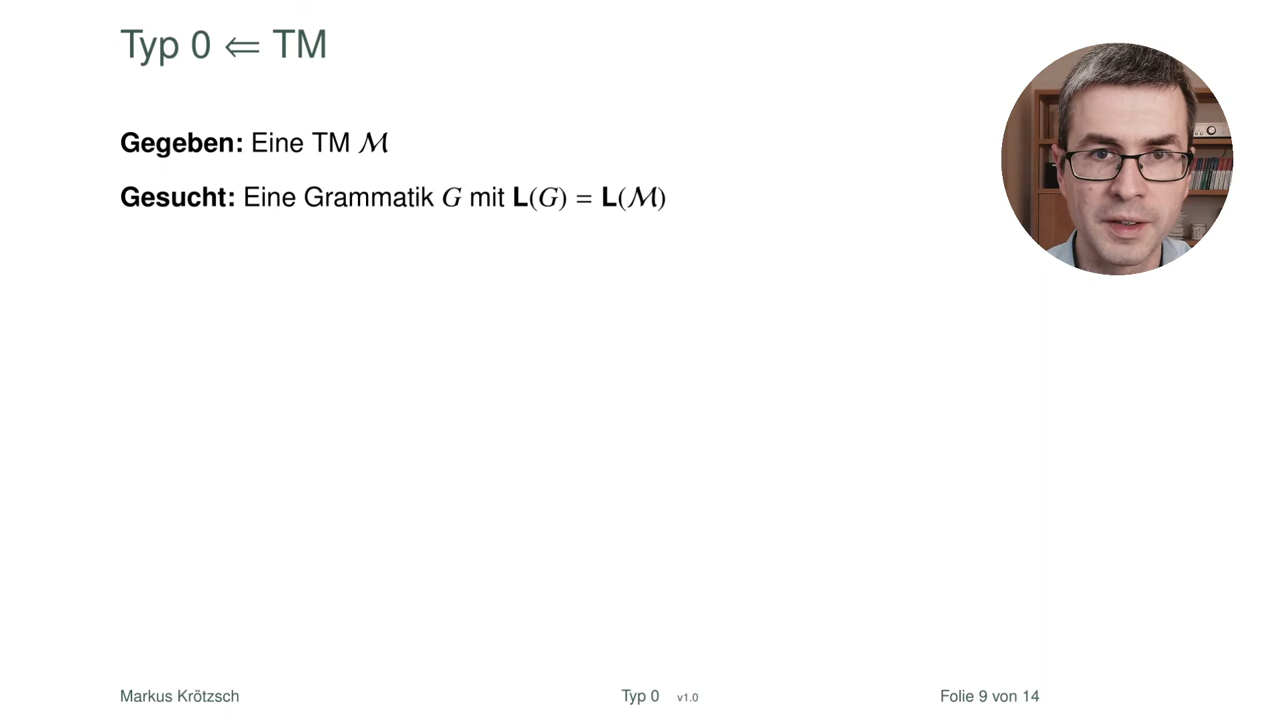 Typ 0 ⇐ TM
Gegeben: Eine TM ℳ
Gesucht: Eine Grammatik G mit L(G) = L(ℳ)
Markus Krötzsch
Typ 0 v1.0
Folie 9 von 14